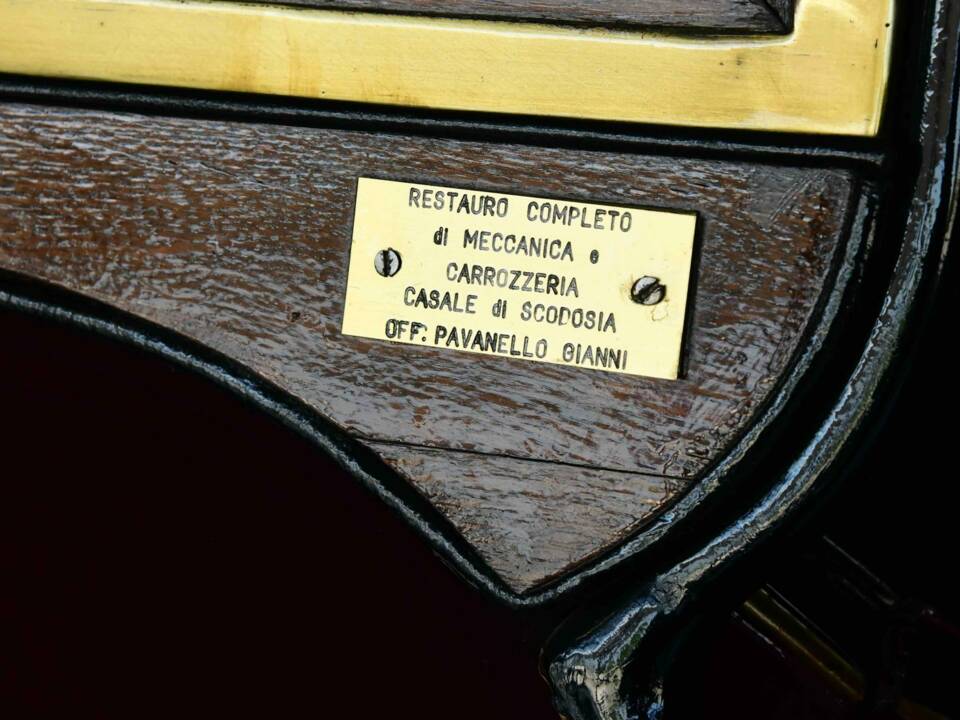 RESTAURO COMPLETO
di MECCANICA e
CARROZZERIA
CASALE di SCODOSIA
OFF: PAVANELLO GIANNI